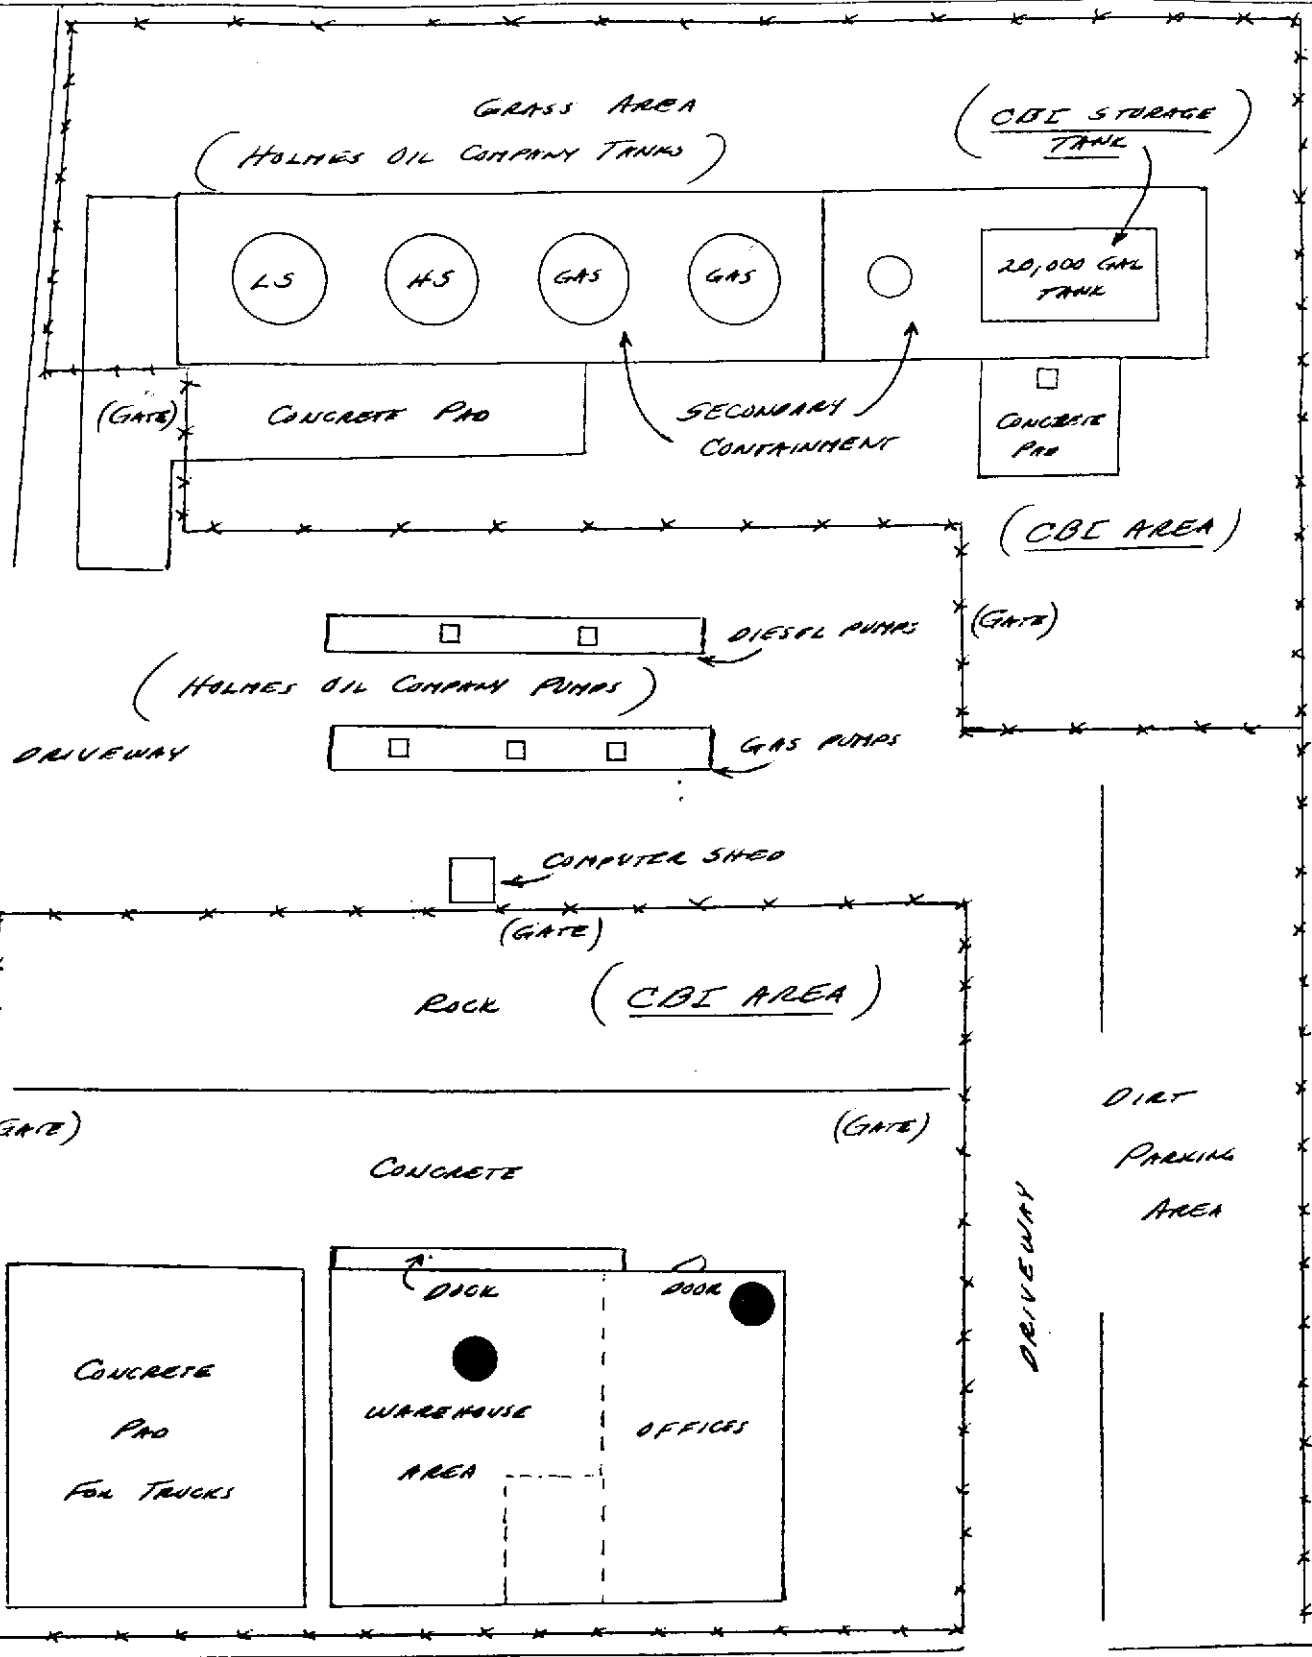 GRASS AREA
(HOLMES OIL COMPANY TANKS)
(CBI STORAGE
TANK)
LS
HS
GAS
GAS
20,000 GAL
TANK
(GATE)
CONCRETE PAD
SECONDARY
CONTAINMENT
CONCRETE
PAD
(CBI AREA)
DIESEL PUMPS
(GATE)
(HOLMES OIL COMPANY PUMPS)
DRIVEWAY
GAS PUMPS
COMPUTER SHED
(GATE)
ROCK
(CBI AREA)
GATE)
(GATE)
DIRT
PARKING
AREA
CONCRETE
DRIVEWAY
DOCK
DOOR
CONCRETE
PAD
FOR TRUCKS
WAREHOUSE
AREA
OFFICES